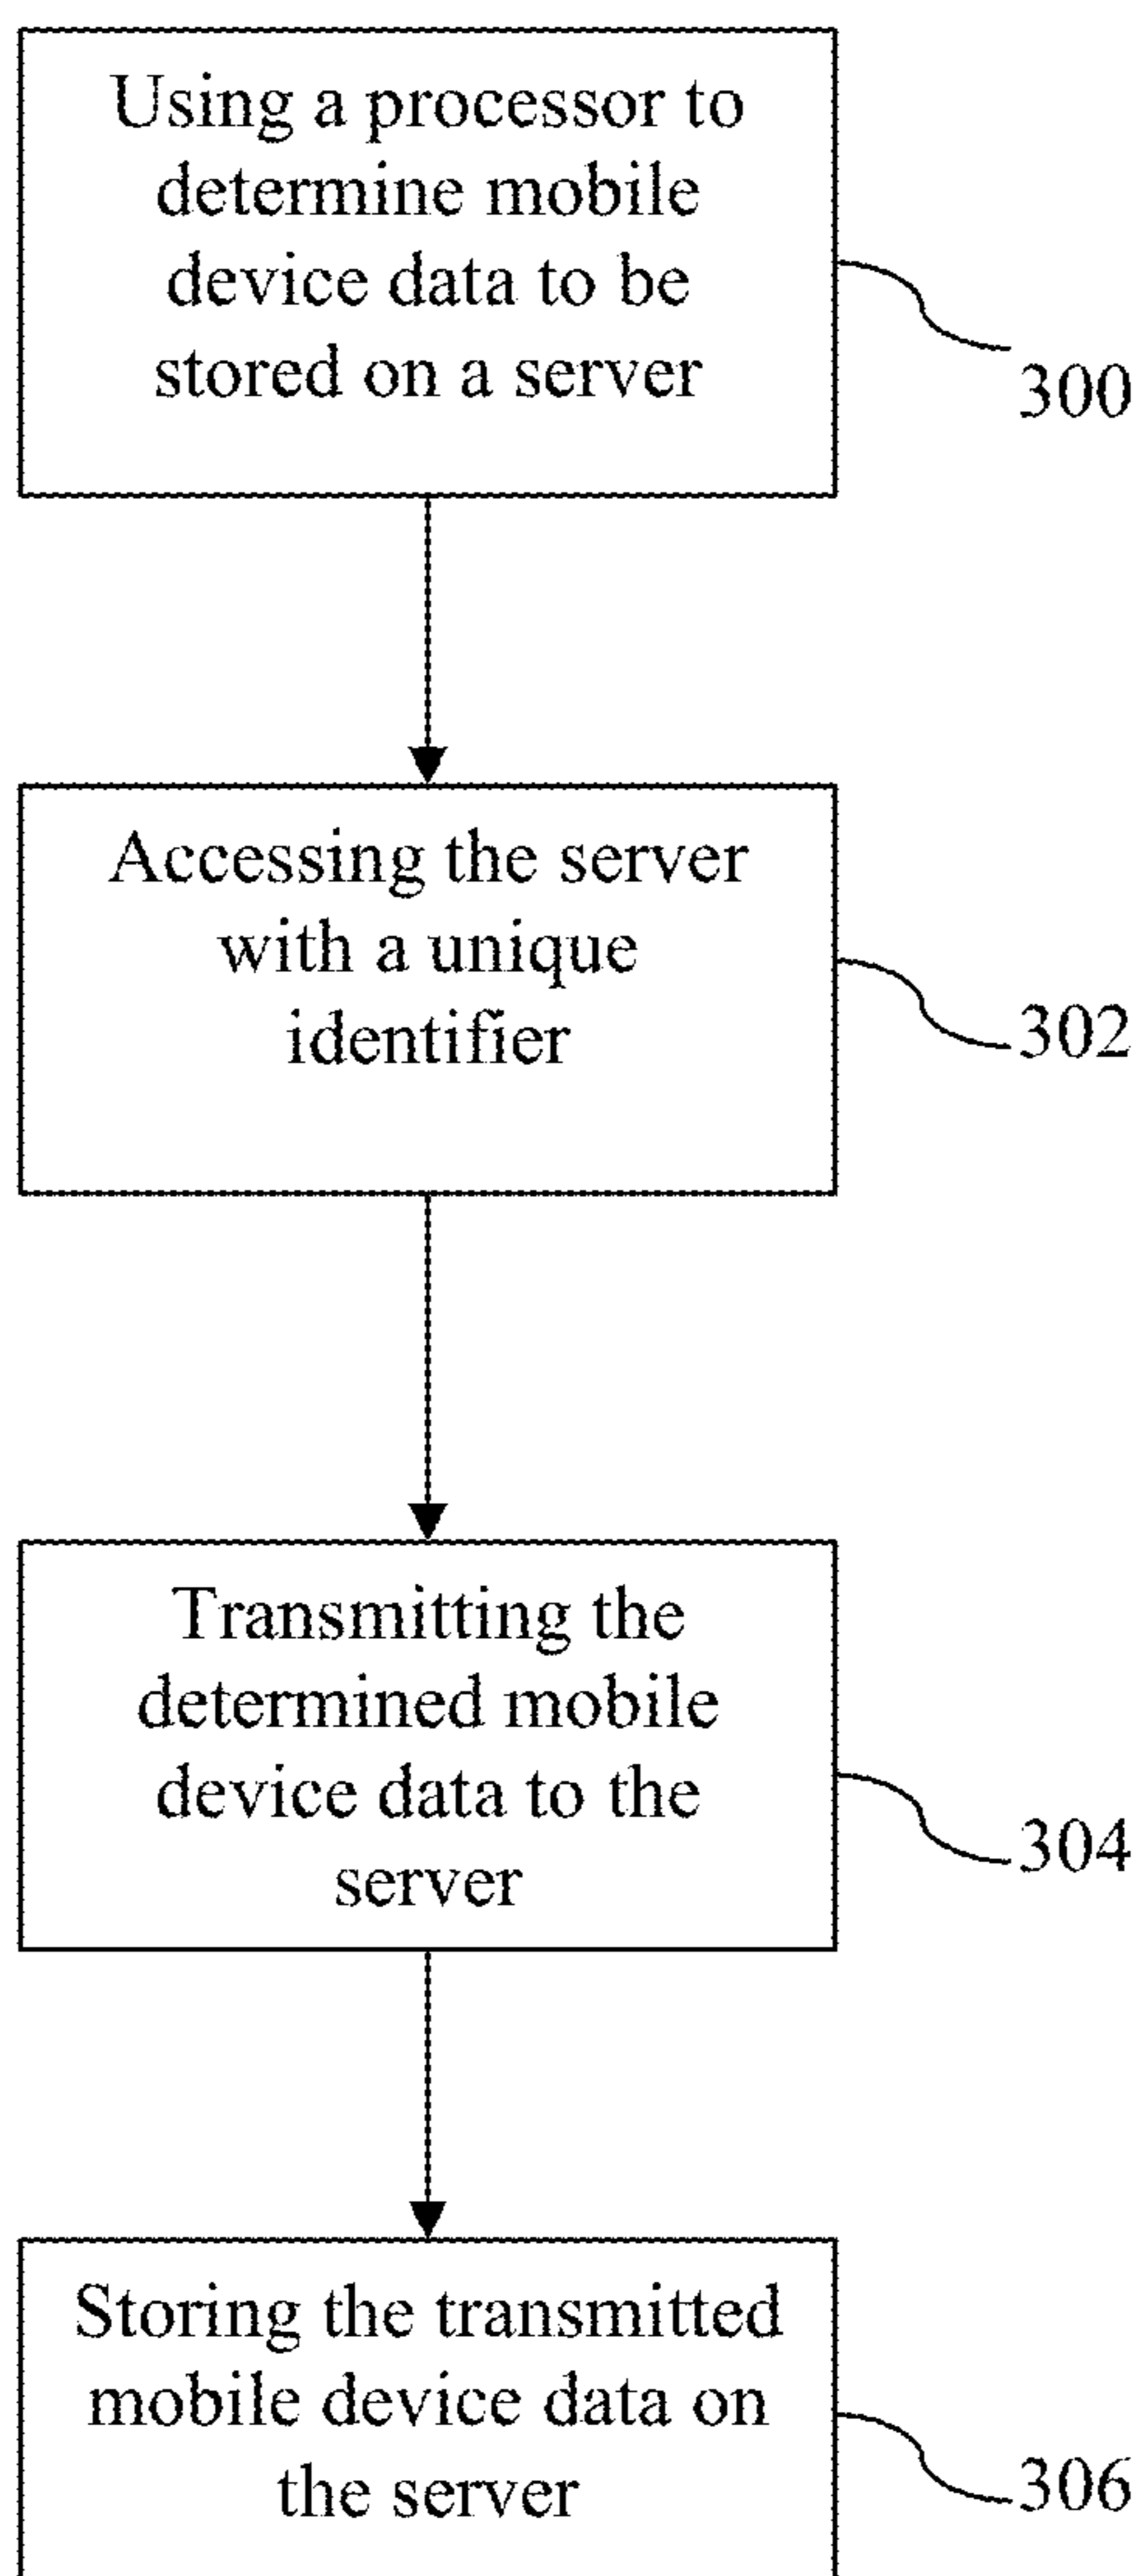 Using a processor to
determine mobile
device data to be
stored on a server
300
Accessing the server
with a unique
identifier
302
Transmitting the
determined mobile
device data to the
server
304
Storing the transmitted
mobile device data on
the server
306